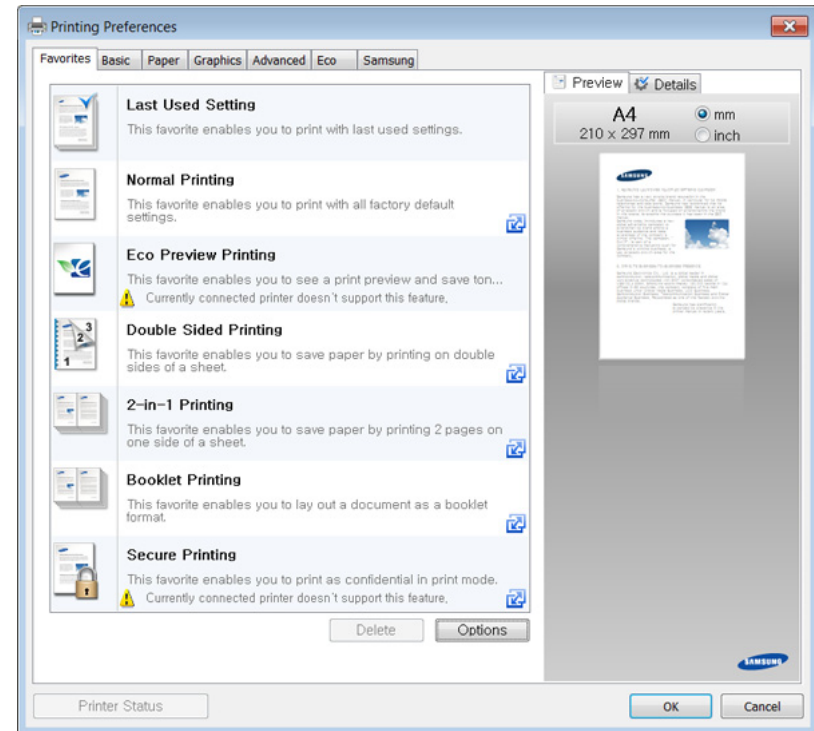 Printing Preferences
Favorites Basic Paper Graphics Advanced Eco Samsung
Last Used Setting
This favorite enables you to print with last used settings.
Normal Printing
This favorite enables you to print with all factory default
settings.
Eco Preview Printing
This favorite enables you to see a print preview and save ton...
Currently connected printer doesn't support this feature.
Double Sided Printing
This favorite enables you to save paper by printing on double
sides of a sheet.
2-in-1 Printing
This favorite enables you to save paper by printing 2 pages on
one side of a sheet.
Booklet Printing
This favorite enables you to lay out a document as a booklet
format.
Secure Printing
This favorite enables you to print as confidential in print mode.
Currently connected printer doesn't support this feature.
Delete Options
Printer Status
Preview Details
A4 mm
210 x 297 mm inch
SAMSUNG
SAMSUNG
OK Cancel